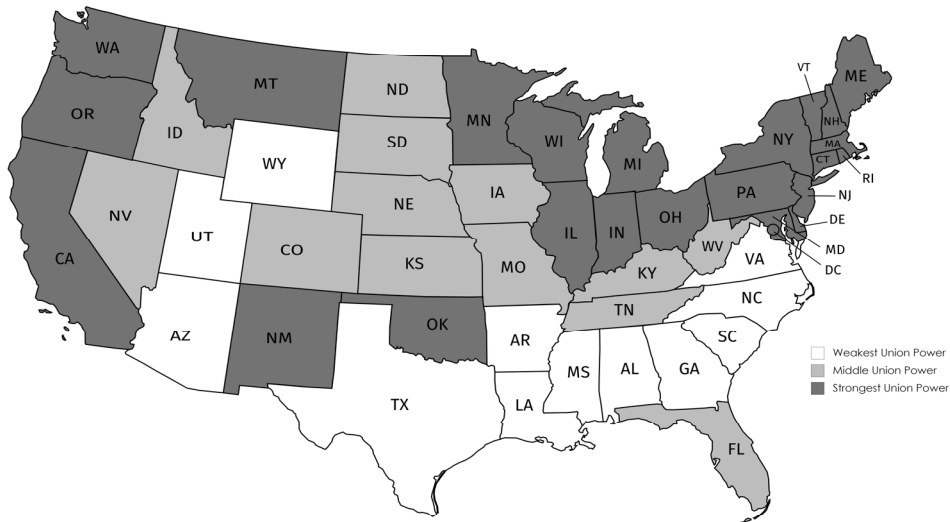 WA
MT
ND
MN
VT
ME
OR
ID
SD
WI
MI
NY
NH
MA
CT
RI
WY
NE
IA
PA
NJ
NV
UT
CO
IL
IN
OH
DE
CA
KS
MO
WV
VA
MD
DC
KY
AZ
NM
OK
TN
NC
AR
SC
TX
LA
MS
AL
GA
FL
Weakest Union Power
Middle Union Power
Strongest Union Power